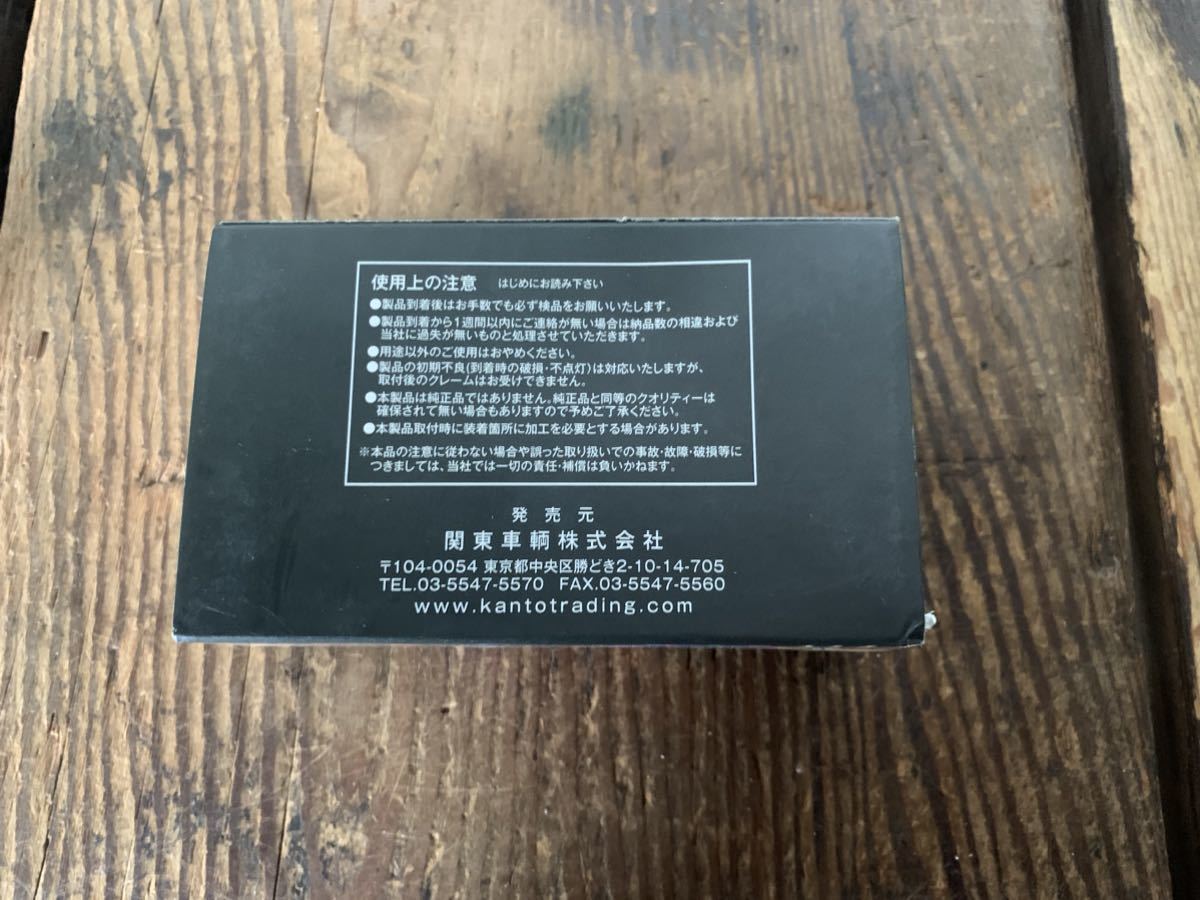 使用上の注意 はじめにお読み下さい
●製品到着後はお手数でも必ず検品をお願いいたします。
●製品到着から1週間以内にご連絡が無い場合は納品数の相違および
当社に過失が無いものと処理させていただきます。
●用途以外のご使用はおやめください。
●製品の初期不良(到着時の破損・不点灯)は対応いたしますが、
取付後のクレームはお受けできません。
●本製品は純正品ではありません。純正品と同等のクオリティーは
確保されて無い場合もありますので予めご了承ください。
●本製品取付時に装着箇所に加工を必要とする場合があります。
※本品の注意に従わない場合や誤った取り扱いでの事故・故障・破損等に
つきましては、当社では一切の責任・補償は負いかねます。
発売元
関東車輌株式会社
〒104-0054 東京都中央区勝どき2-10-14-705
TEL.03-5547-5570 FAX.03-5547-5560
www.kantotrading.com